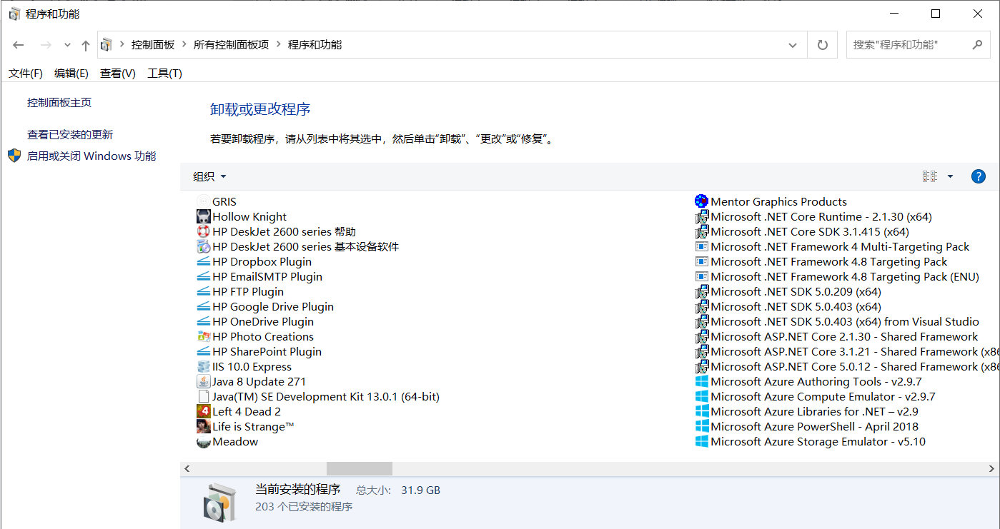 程序和功能
控制面板 所有控制面板项 程序和功能
搜索"程序和功能"
文件(F) 编辑(E) 查看(V) 工具(T)
控制面板主页
查看已安装的更新
启用或关闭 Windows 功能
卸载或更改程序
若要卸载程序，请从列表中将其选中，然后单击“卸载”、“更改”或“修复”。
组织
GRIS
Hollow Knight
HP DeskJet 2600 series 帮助
HP DeskJet 2600 series 基本设备软件
HP Dropbox Plugin
HP EmailSMTP Plugin
HP FTP Plugin
HP Google Drive Plugin
HP OneDrive Plugin
HP Photo Creations
HP SharePoint Plugin
IIS 10.0 Express
Java 8 Update 271
Java(TM) SE Development Kit 13.0.1 (64-bit)
Left 4 Dead 2
Life is Strange™
Meadow
Mentor Graphics Products
Microsoft .NET Core Runtime - 2.1.30 (x64)
Microsoft .NET Core SDK 3.1.415 (x64)
Microsoft .NET Framework 4 Multi-Targeting Pack
Microsoft .NET Framework 4.8 Targeting Pack
Microsoft .NET Framework 4.8 Targeting Pack (ENU)
Microsoft .NET SDK 5.0.209 (x64)
Microsoft .NET SDK 5.0.403 (x64)
Microsoft .NET SDK 5.0.403 (x64) from Visual Studio
Microsoft ASP.NET Core 2.1.30 - Shared Framework
Microsoft ASP.NET Core 3.1.21 - Shared Framework (x86
Microsoft ASP.NET Core 5.0.12 - Shared Framework (x86
Microsoft Azure Authoring Tools - v2.9.7
Microsoft Azure Compute Emulator - v2.9.7
Microsoft Azure Libraries for .NET – v2.9
Microsoft Azure PowerShell - April 2018
Microsoft Azure Storage Emulator - v5.10
当前安装的程序 总大小: 31.9 GB
203 个已安装的程序